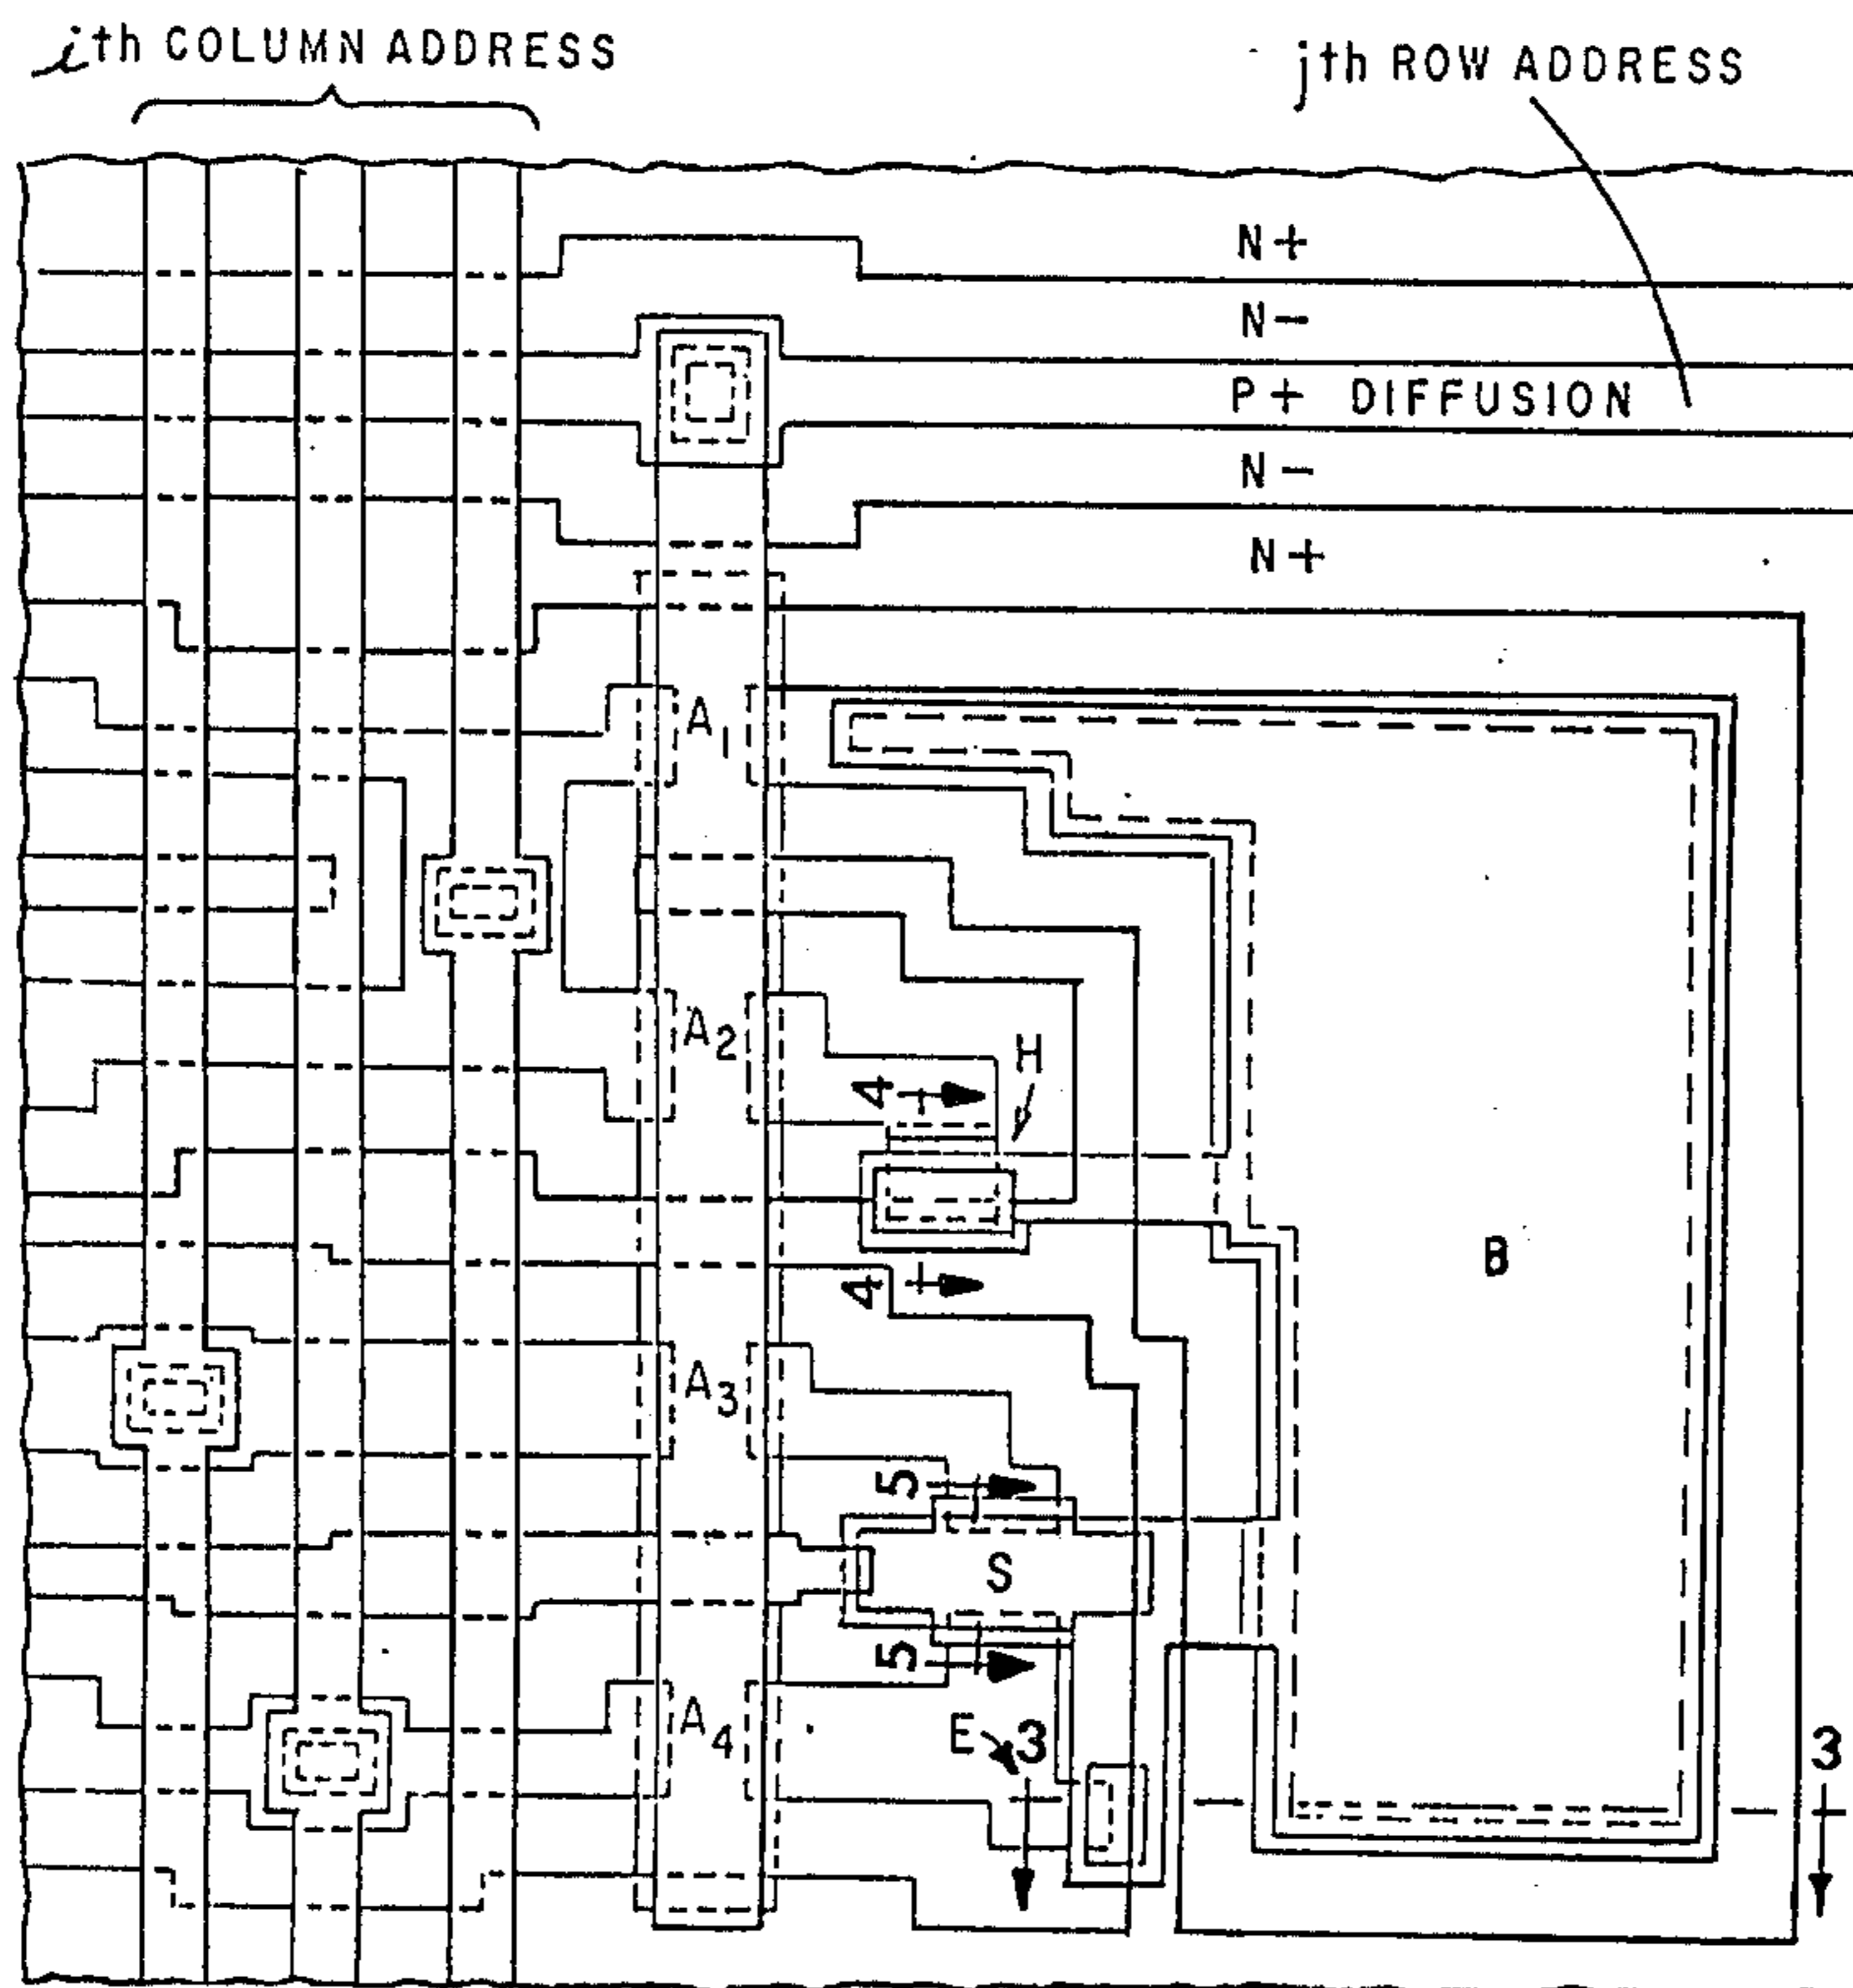 ith COLUMN ADDRESS
jth ROW ADDRESS
N+
N-
P+ DIFFUSION
N-
N+
A1
A2
H
4
B
4
A3
5
S
5
A4
E
3
3